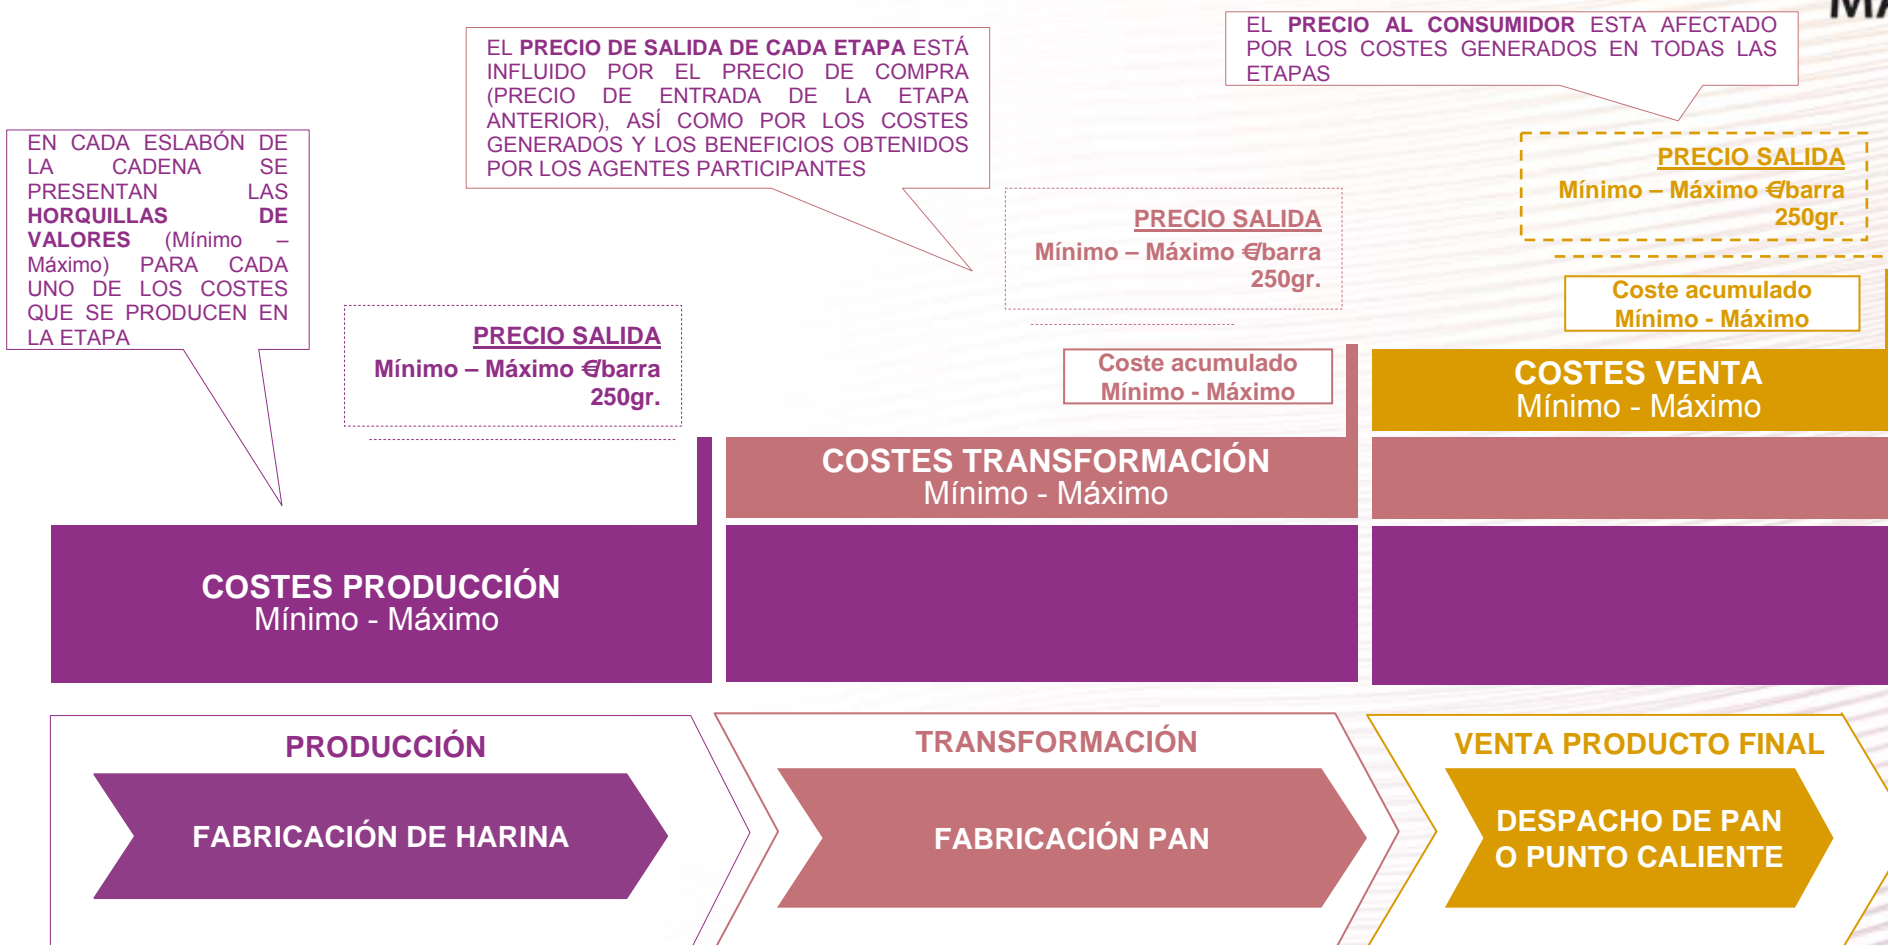 MA
EL PRECIO AL CONSUMIDOR ESTA AFECTADO
POR LOS COSTES GENERADOS EN TODAS LAS
ETAPAS
EL PRECIO DE SALIDA DE CADA ETAPA ESTÁ
INFLUIDO POR EL PRECIO DE COMPRA
(PRECIO DE ENTRADA DE LA ETAPA
ANTERIOR), ASÍ COMO POR LOS COSTES
GENERADOS Y LOS BENEFICIOS OBTENIDOS
POR LOS AGENTES PARTICIPANTES
EN CADA ESLABÓN DE
LA CADENA SE
PRESENTAN LAS
HORQUILLAS DE
VALORES (Mínimo –
Máximo) PARA CADA
UNO DE LOS COSTES
QUE SE PRODUCEN EN
LA ETAPA
PRECIO SALIDA
Mínimo – Máximo €/barra
250gr.
PRECIO SALIDA
Mínimo – Máximo €/barra
250gr.
PRECIO SALIDA
Mínimo – Máximo €/barra
250gr.
Coste acumulado
Mínimo - Máximo
Coste acumulado
Mínimo - Máximo
COSTES VENTA
Mínimo - Máximo
COSTES TRANSFORMACIÓN
Mínimo - Máximo
COSTES PRODUCCIÓN
Mínimo - Máximo
PRODUCCIÓN
FABRICACIÓN DE HARINA
TRANSFORMACIÓN
FABRICACIÓN PAN
VENTA PRODUCTO FINAL
DESPACHO DE PAN
O PUNTO CALIENTE